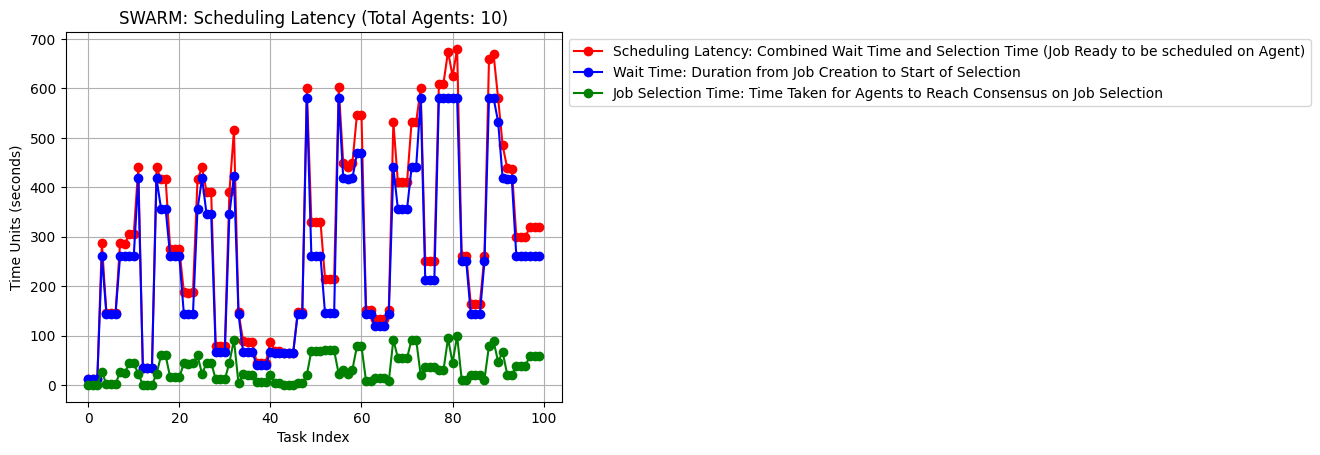 SWARM: Scheduling Latency (Total Agents: 10)
Scheduling Latency: Combined Wait Time and Selection Time (Job Ready to be scheduled on Agent)
Wait Time: Duration from Job Creation to Start of Selection
Job Selection Time: Time Taken for Agents to Reach Consensus on Job Selection
Time Units (seconds)
700
600
500
400
300
200
100
0
0 20 40 60 80 100
Task Index